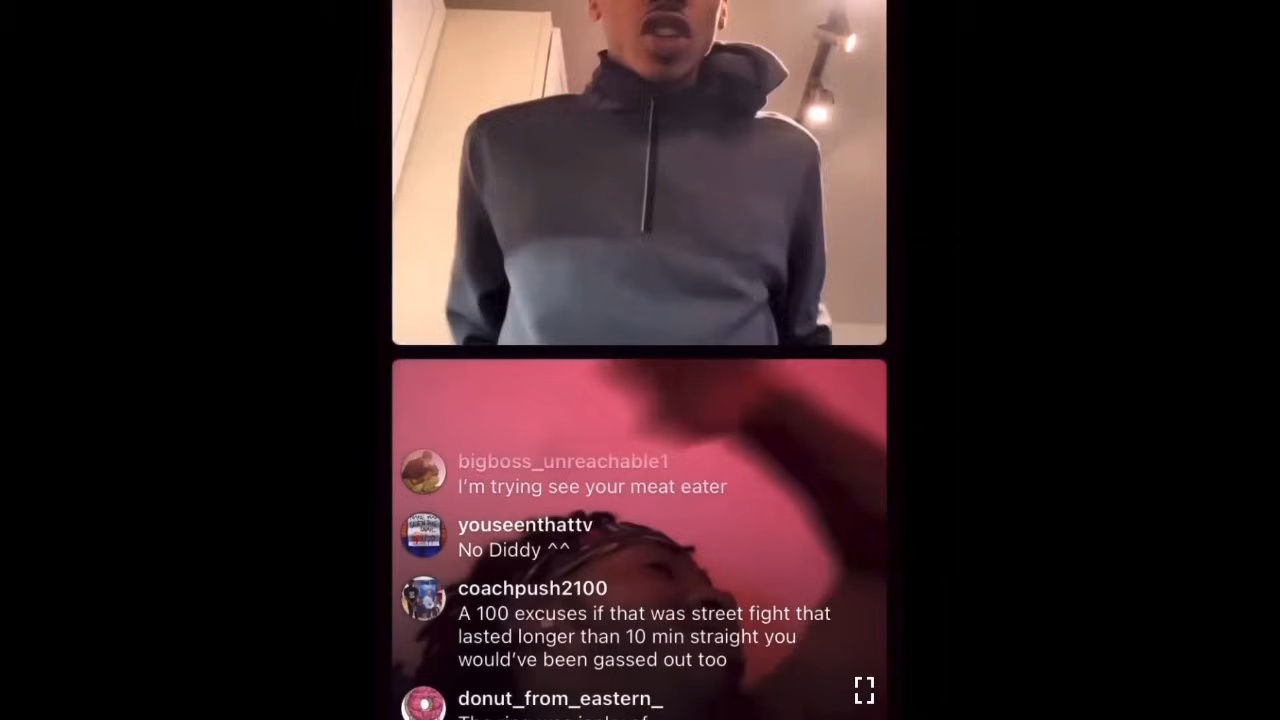 bigboss_unreachable1
I'm trying see your meat eater
youseenthattv
No Diddy ^^
coachpush2100
A 100 excuses if that was street fight that
lasted longer than 10 min straight you
would've been gassed out too
donut_from_eastern_